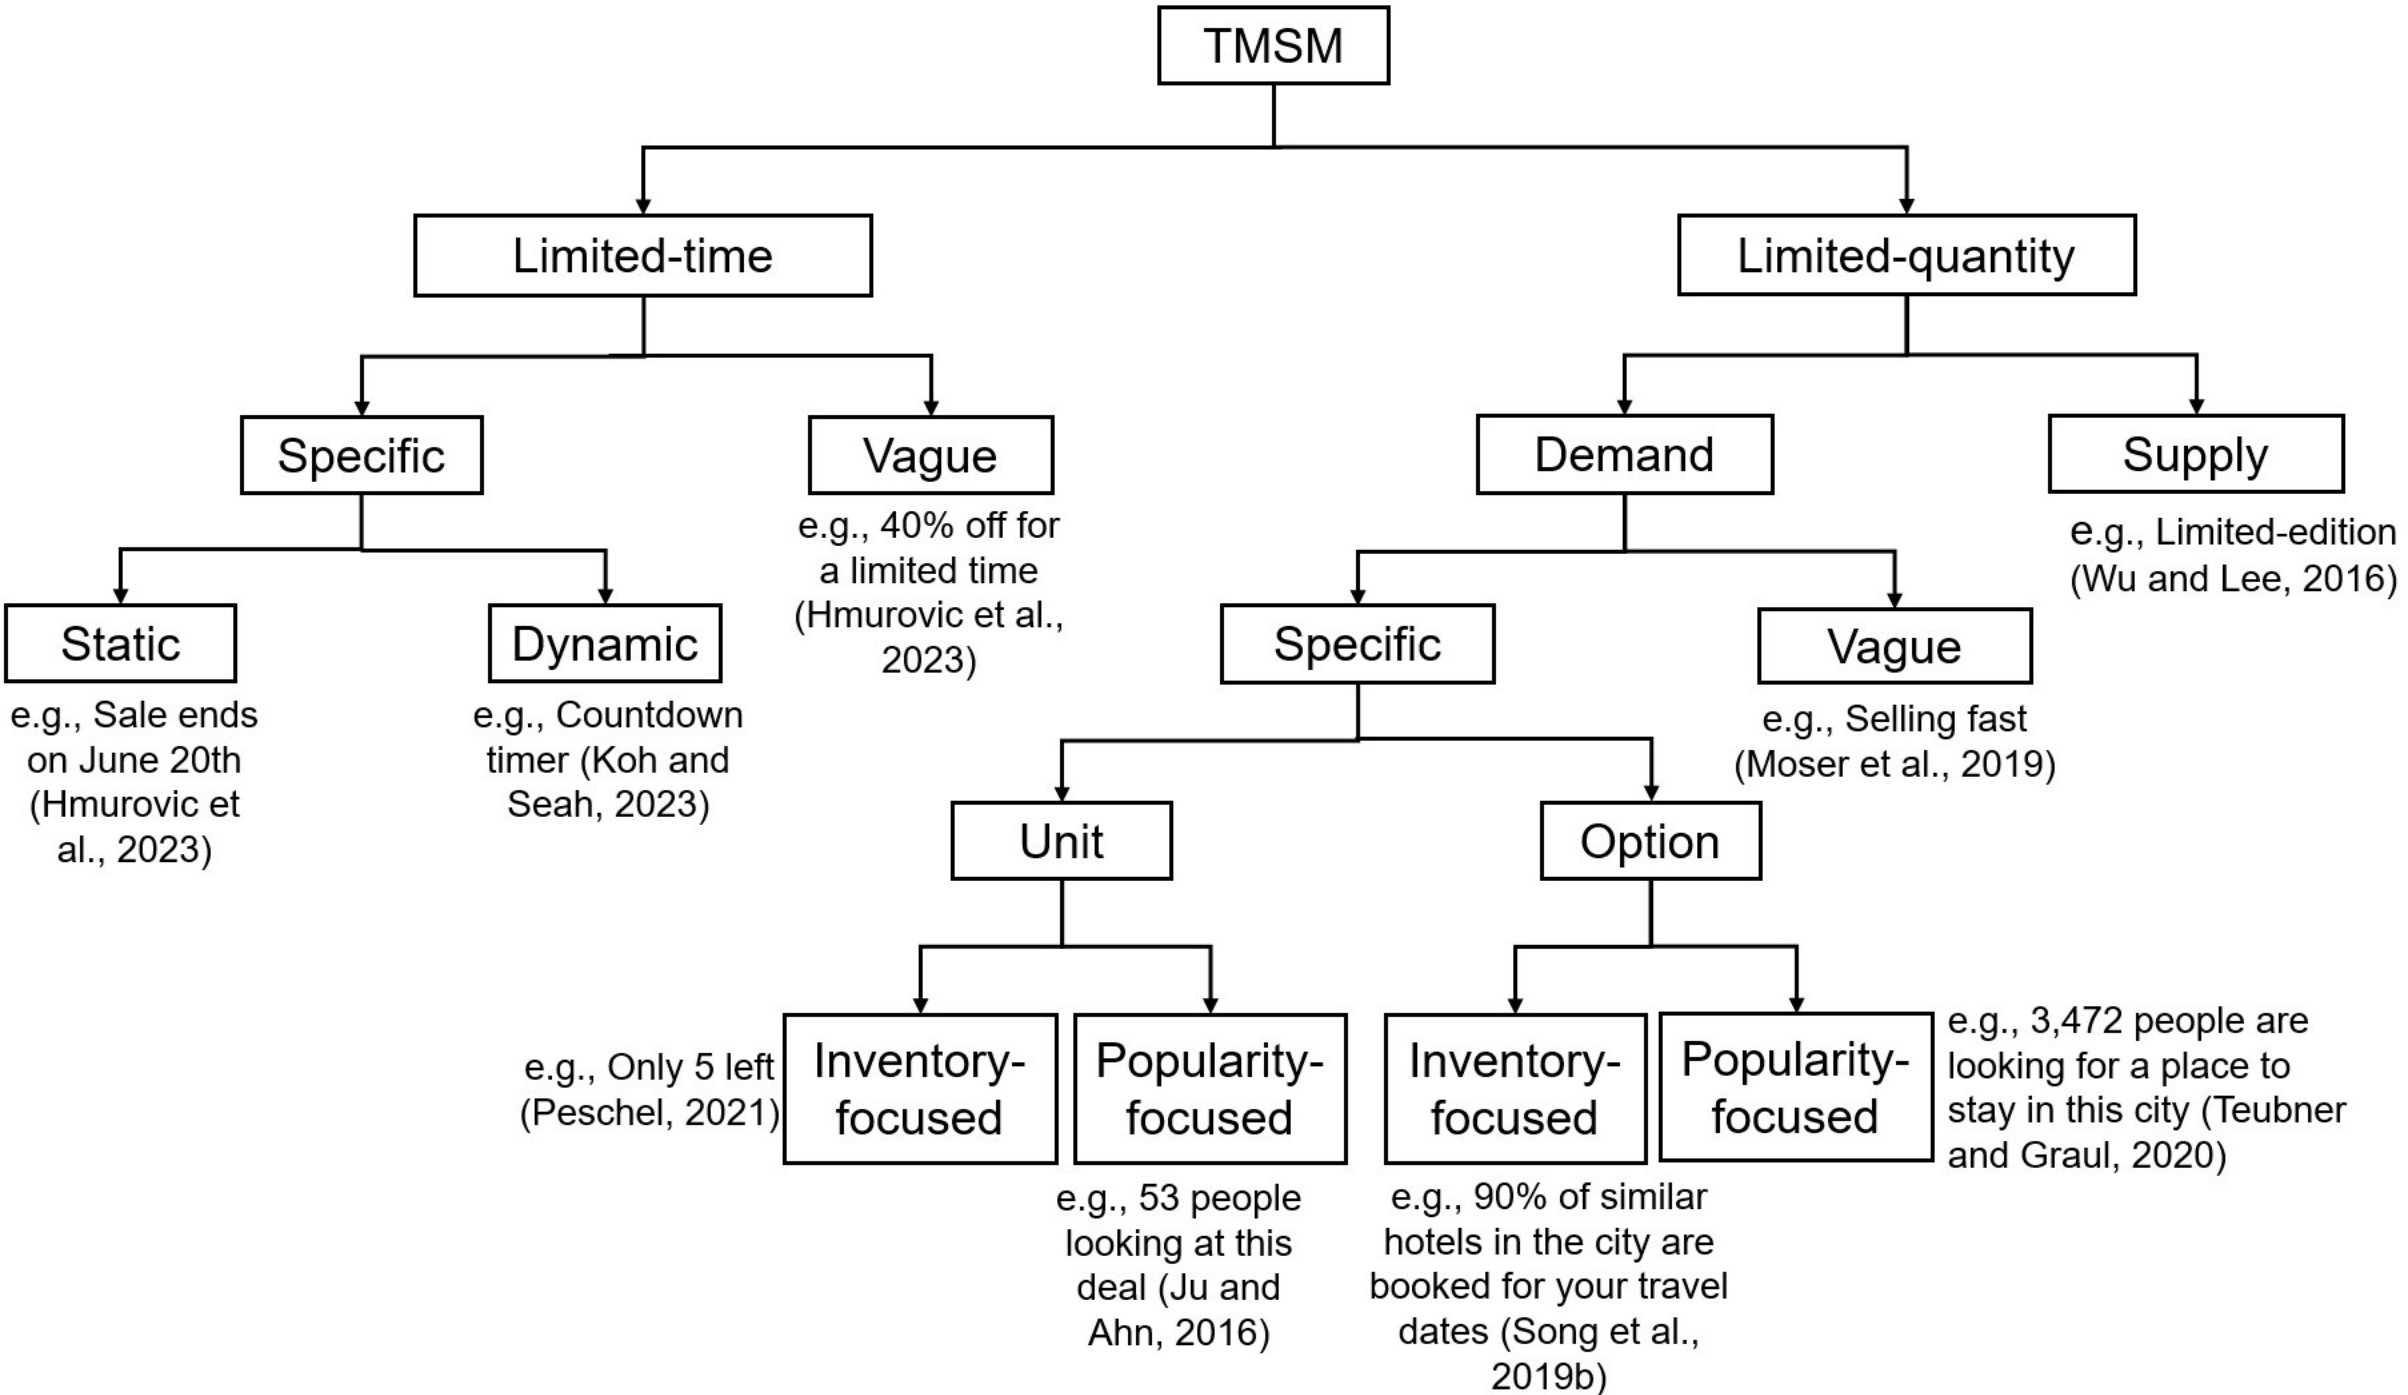 TMSM
Limited-time
Limited-quantity
Specific
Vague
e.g., 40% off for
a limited time
(Hmurovic et al.,
2023)
Demand
Supply
e.g., Limited-edition
(Wu and Lee, 2016)
Static
e.g., Sale ends
on June 20th
(Hmurovic et
al., 2023)
Dynamic
e.g., Countdown
timer (Koh and
Seah, 2023)
Specific
Vague
e.g., Selling fast
(Moser et al., 2019)
Unit
Option
e.g., Only 5 left
(Peschel, 2021)
Inventory-
focused
Popularity-
focused
e.g., 53 people
looking at this
deal (Ju and
Ahn, 2016)
Inventory-
focused
e.g., 90% of similar
hotels in the city are
booked for your travel
dates (Song et al.,
2019b)
Popularity-
focused
e.g., 3,472 people are
looking for a place to
stay in this city (Teubner
and Graul, 2020)